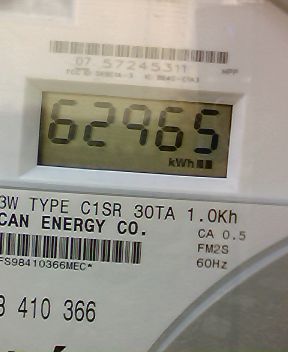 07 57245311
62965
kWh
3W TYPE C1SR 30TA 1.0Kh
CAN ENERGY CO.
CA 0.5
FM2S
FS98410366MEC*
60Hz
3 410 366